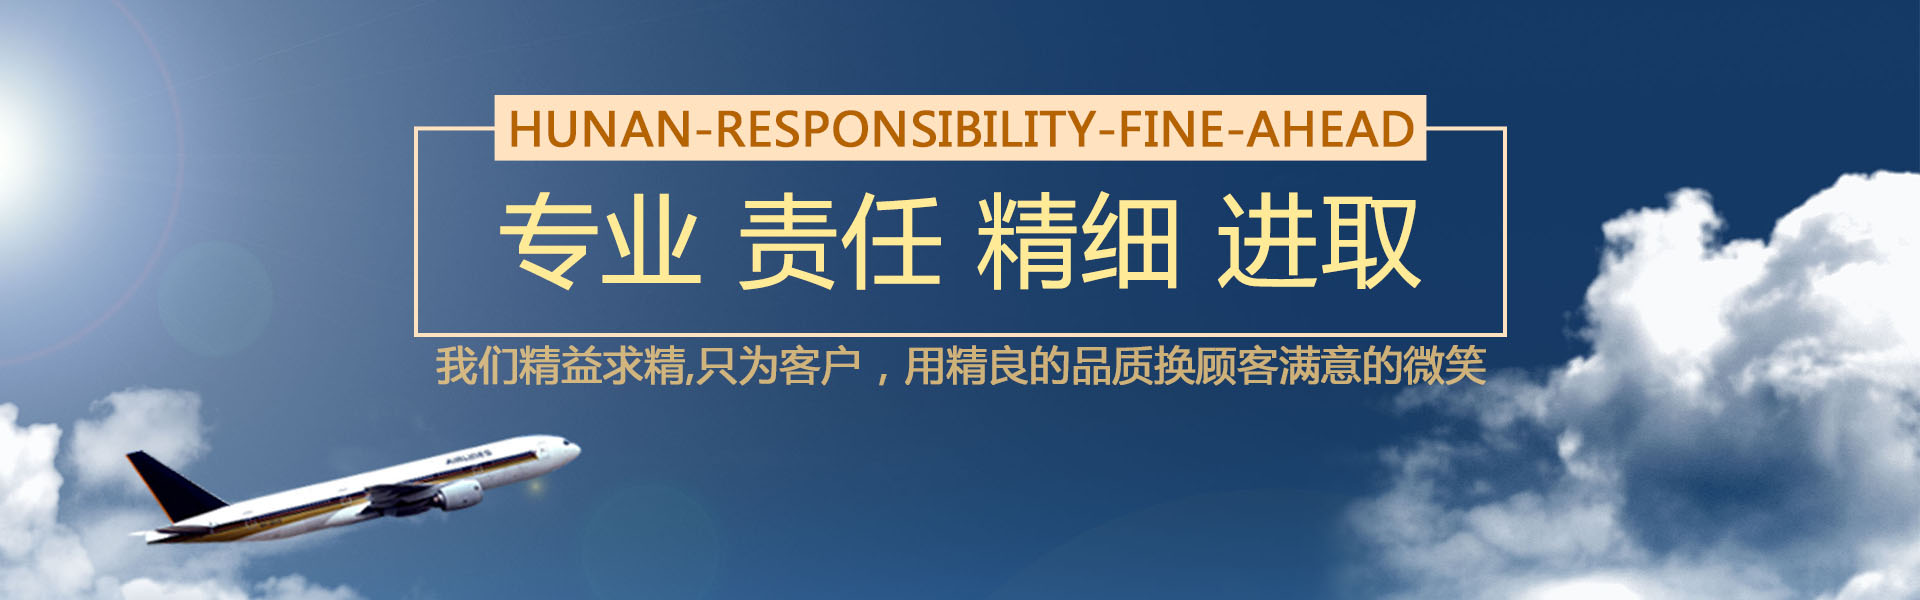 HUNAN-RESPONSIBILITY-FINE-AHEAD
专业 责任 精细 进取
我们精益求精,只为客户，用精良的品质换顾客满意的微笑
AIRLINES